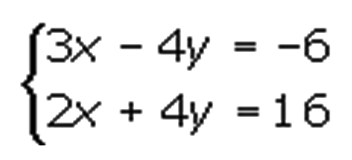 3x − 4y = −6
2x + 4y = 16